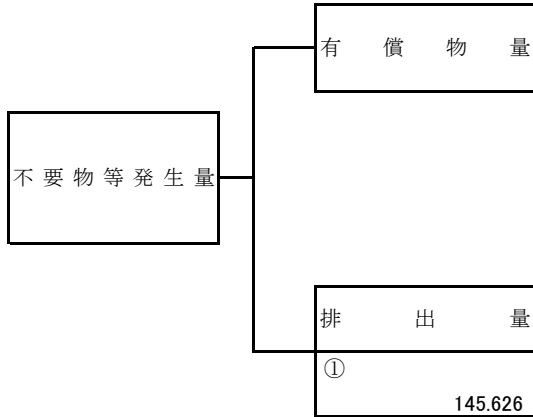 有償物量
不要物等発生量
排出量
①
145.626